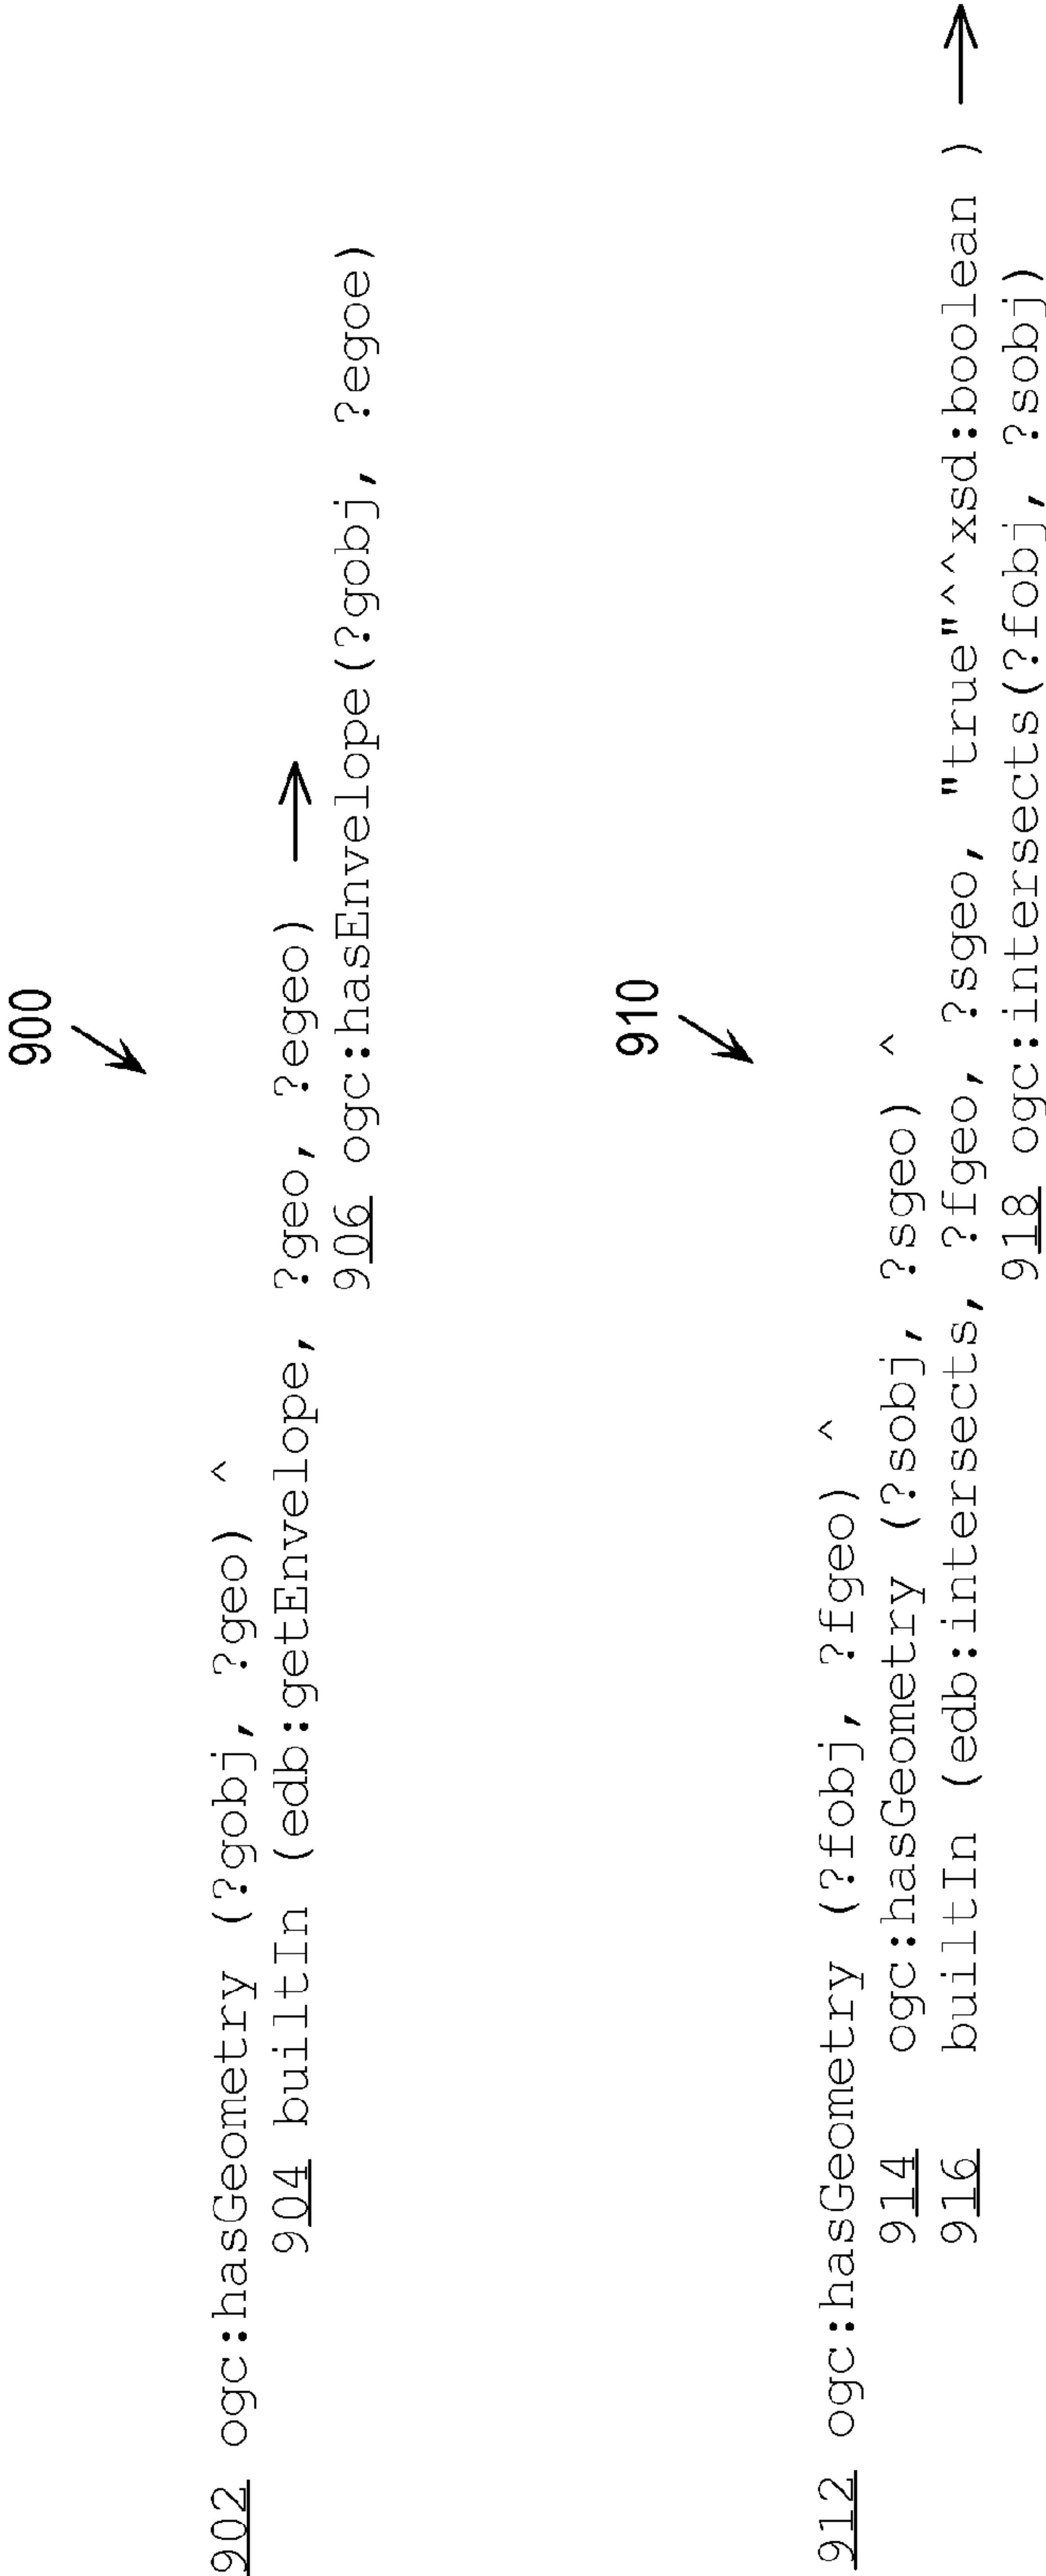 900
902 ogc:hasGeometry (?gobj, ?geo) ^
904 builtIn (edb:getEnvelope, ?geo, ?egeo) →
906 ogc:hasEnvelope(?gobj, ?egoe)
910
912 ogc:hasGeometry (?fobj, ?fgeo) ^
914 ogc:hasGeometry (?sobj, ?sgeo) ^
916 builtIn (edb:intersects, ?fgeo, ?sgeo, "true"^^xsd:boolean ) →
918 ogc:intersects(?fobj, ?sobj)